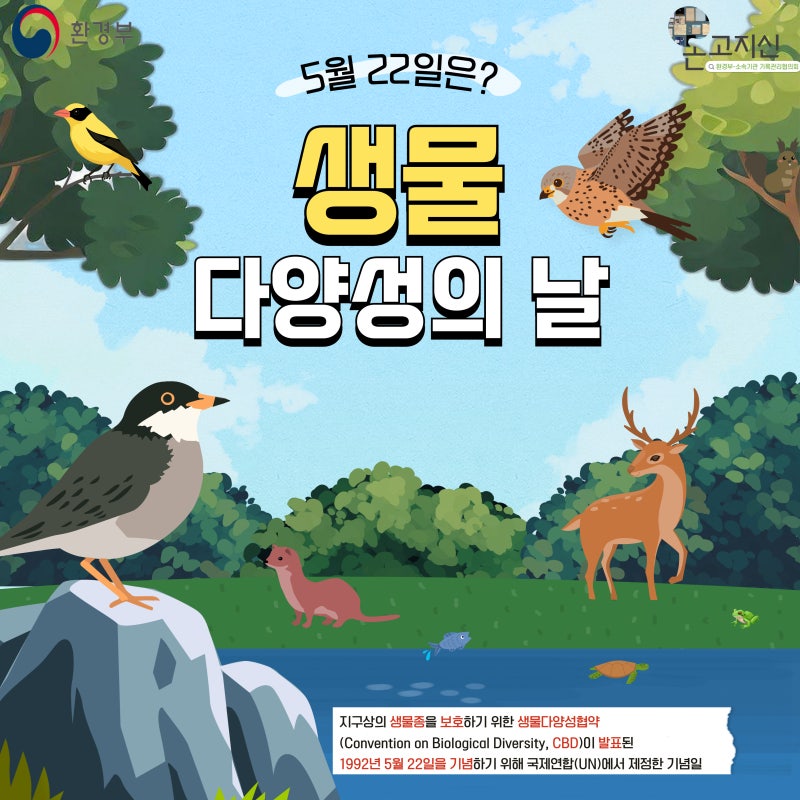 환경부
온고지신
환경부·소속기관 기록관리협의회
5월 22일은?
생물
다양성의 날
지구상의 생물종을 보호하기 위한 생물다양성협약
(Convention on Biological Diversity, CBD)이 발표된
1992년 5월 22일을 기념하기 위해 국제연합(UN)에서 제정한 기념일